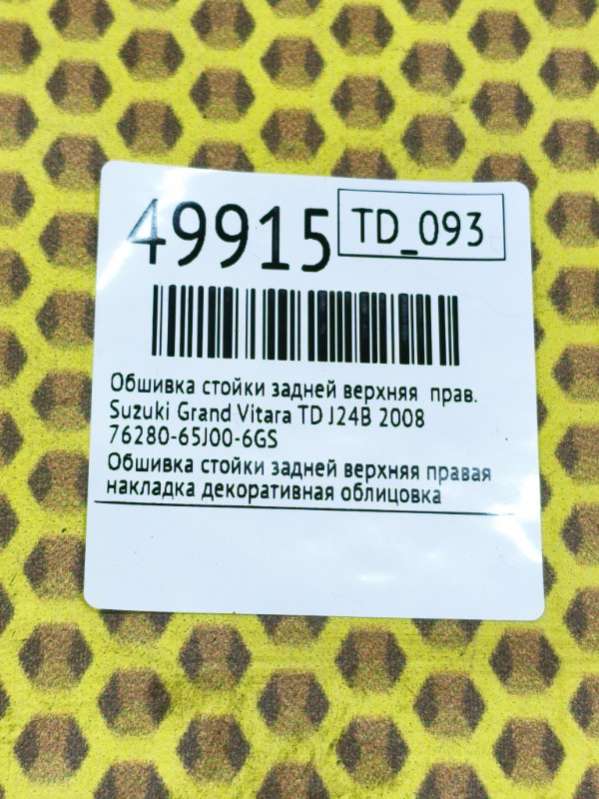 49915 TD_093
Обшивка стойки задней верхняя прав.
Suzuki Grand Vitara TD J24B 2008
76280-65J00-6GS
Обшивка стойки задней верхняя правая
накладка декоративная облицовка